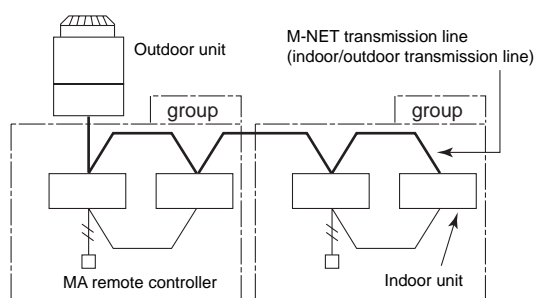 Outdoor unit
M-NET transmission line
(indoor/outdoor transmission line)
group
group
MA remote controller
Indoor unit